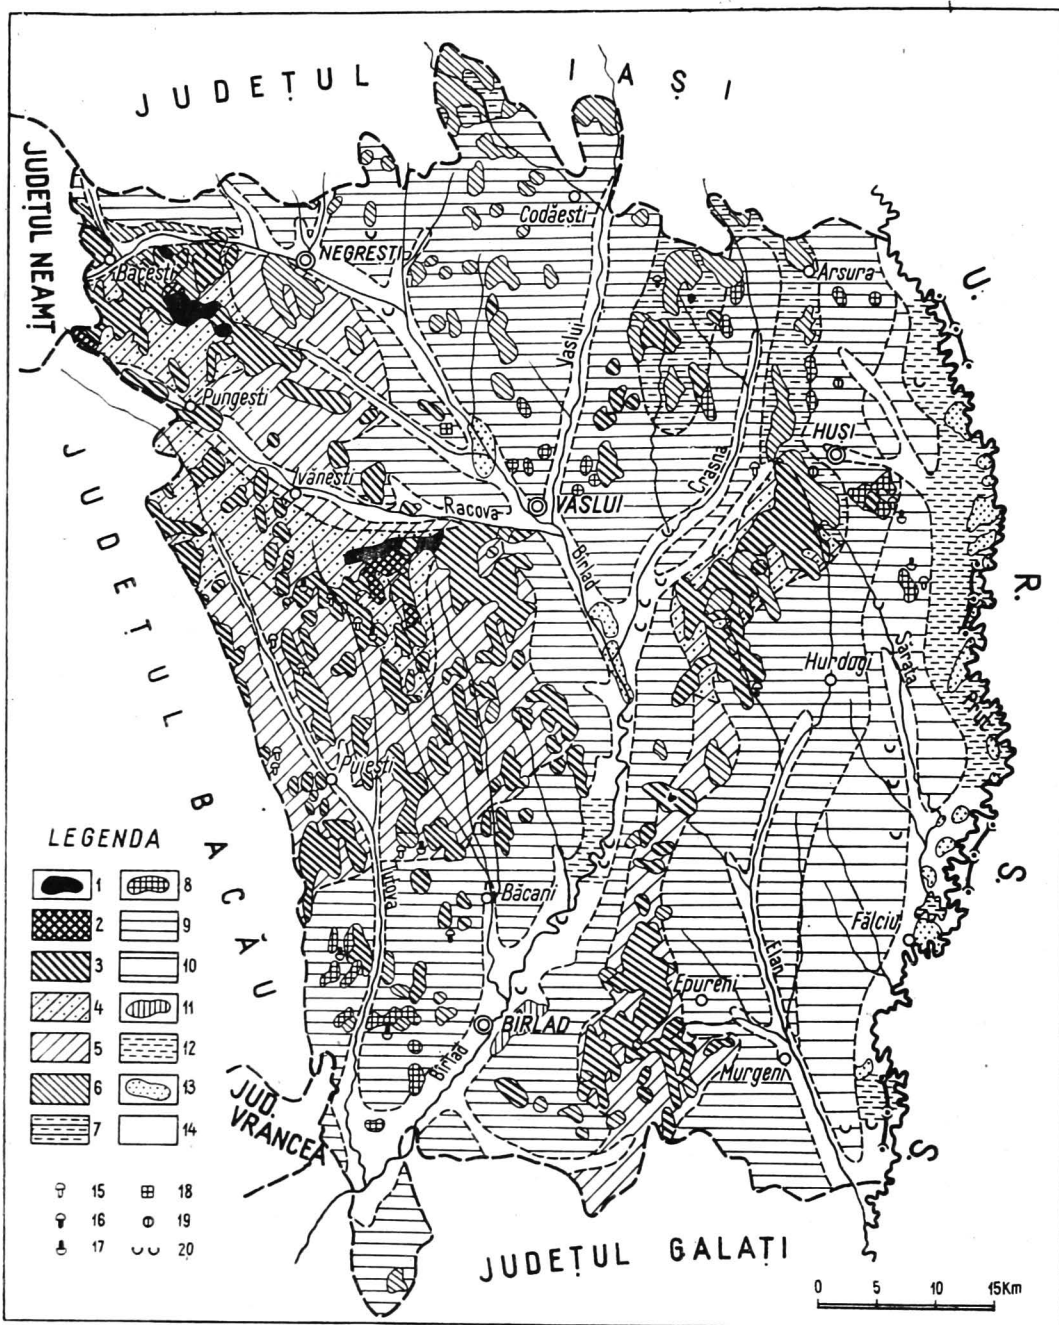 JUDEȚUL IAȘI
JUDEȚUL NEAMȚ
Codăești
NEGREȘTI
Băcești
Arsura
U.
Vaslui
Pungești
HUȘI
Crasna
Ivănești
Racova
VASLUI
JUDEȚUL BACĂU
Bîrlad
R.
Sărata
Hurdugi
Puiești
LEGENDA
1
2
3
4
5
6
7
8
9
10
11
12
13
14
15
16
17
18
19
20
Tutova
Băcani
S.
Fălciu
Elan
Epureni
BÎRLAD
Bîrlad
Murgeni
JUD.
VRANCEA
S.
JUDEȚUL GALAȚI
0 5 10 15Km